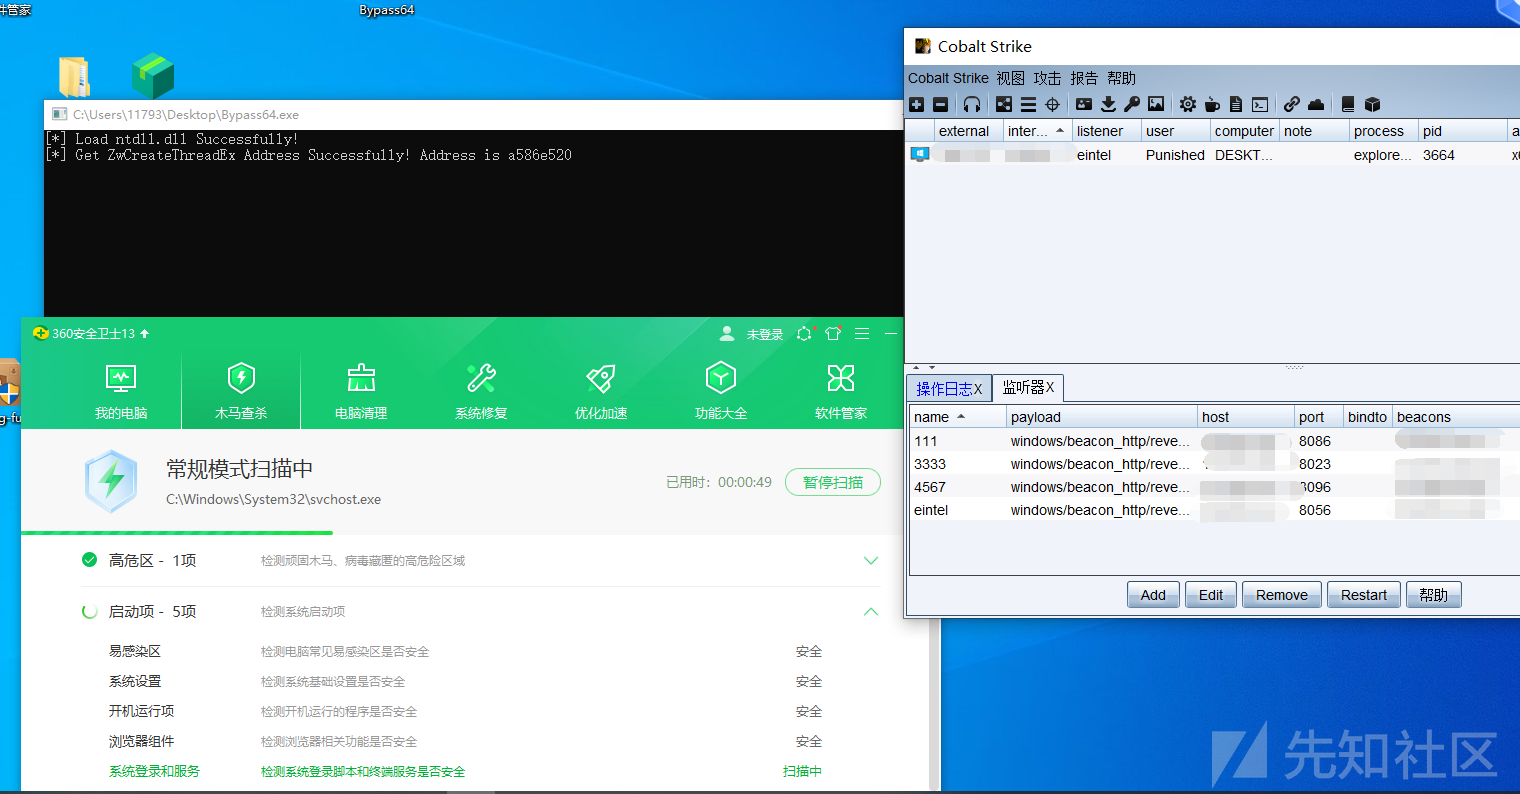 件管家
Bypass64
C:\Users\11793\Desktop\Bypass64.exe
[*] Load ntdll.dll Successfully!
[*] Get ZwCreateThreadEx Address Successfully! Address is a586e520
360安全卫士13
未登录
我的电脑
木马查杀
电脑清理
系统修复
优化加速
功能大全
软件管家
常规模式扫描中
C:\Windows\System32\svchost.exe
已用时: 00:00:49
暂停扫描
高危区 - 1项
检测顽固木马、病毒藏匿的高危险区域
启动项 - 5项
检测系统启动项
易感染区 检测电脑常见易感染区是否安全 安全
系统设置 检测系统基础设置是否安全 安全
开机运行项 检测开机运行的程序是否安全 安全
浏览器组件 检测浏览器相关功能是否安全 安全
系统登录和服务 检测系统登录脚本和终端服务是否安全 扫描中
g-fu
Cobalt Strike
Cobalt Strike 视图 攻击 报告 帮助
external inter... listener user computer note process pid a
eintel Punished DESKT... explore... 3664
操作日志X 监听器X
name payload host port bindto beacons
111 windows/beacon_http/reve... 8086
3333 windows/beacon_http/reve... 8023
4567 windows/beacon_http/reve... 8096
eintel windows/beacon_http/reve... 8056
Add Edit Remove Restart 帮助
先知社区